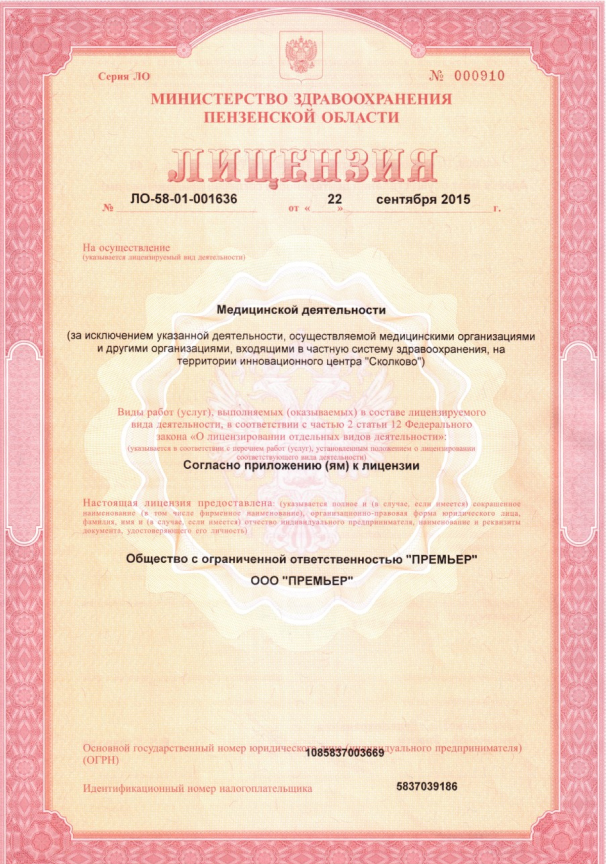 Серия ЛО
№ 000910
МИНИСТЕРСТВО ЗДРАВООХРАНЕНИЯ
ПЕНЗЕНСКОЙ ОБЛАСТИ
ЛИЦЕНЗИЯ
№ ЛО-58-01-001636 от « 22 » сентября 2015 г.
На осуществление
(указывается лицензируемый вид деятельности)
Медицинской деятельности
(за исключением указанной деятельности, осуществляемой медицинскими организациями
и другими организациями, входящими в частную систему здравоохранения, на
территории инновационного центра "Сколково")
Виды работ (услуг), выполняемых (оказываемых) в составе лицензируемого
вида деятельности, в соответствии с частью 2 статьи 12 Федерального
закона «О лицензировании отдельных видов деятельности»:
(указывается в соответствии с перечнем работ (услуг), установленным положением о лицензировании
соответствующего вида деятельности)
Согласно приложению (ям) к лицензии
Настоящая лицензия предоставлена (указывается полное и (в случае, если имеется) сокращенное
наименование (в том числе фирменное наименование), организационно-правовая форма юридического лица,
фамилия, имя и (в случае, если имеется) отчество индивидуального предпринимателя, наименование и реквизиты
документа, удостоверяющего его личность)
Общество с ограниченной ответственностью "ПРЕМЬЕР"
ООО "ПРЕМЬЕР"
Основной государственный номер юридического лица (индивидуального предпринимателя)
(ОГРН)
1085837003669
Идентификационный номер налогоплательщика 5837039186